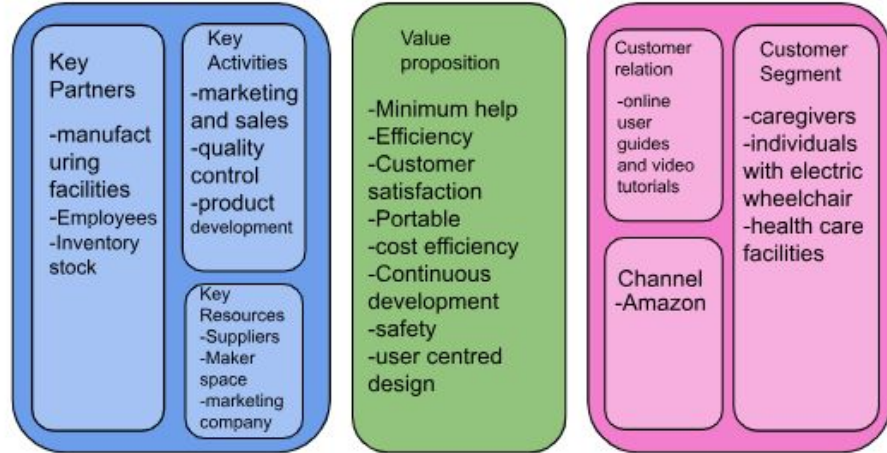 Key
Partners
-manufact
uring
facilities
-Employees
-Inventory
stock
Key
Activities
-marketing
and sales
-quality
control
-product
development
Key
Resources
-Suppliers
-Maker
space
-marketing
company
Value
proposition
-Minimum help
-Efficiency
-Customer
satisfaction
-Portable
-cost efficiency
-Continuous
development
-safety
-user centred
design
Customer
relation
-online
user
guides
and video
tutorials
Channel
-Amazon
Customer
Segment
-caregivers
-individuals
with electric
wheelchair
-health care
facilities